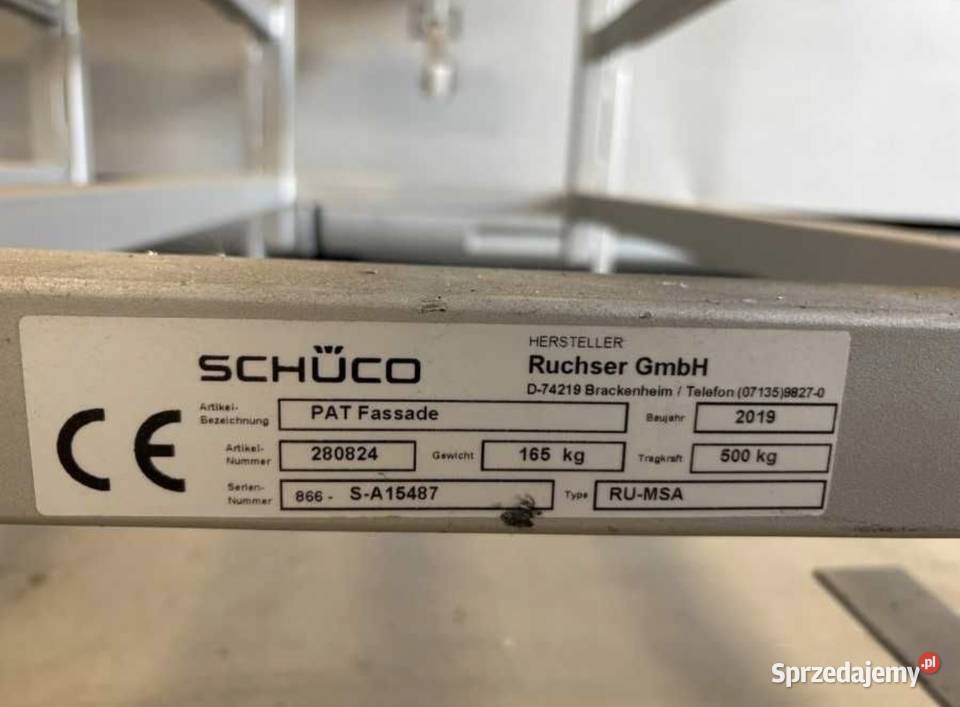 SCHÜCO
HERSTELLER
Ruchser GmbH
D-74219 Brackenheim / Telefon (07135)9827-0
CE
Artikel-
Bezeichnung
PAT Fassade
Baujahr
2019
Artikel-
Nummer
280824
Gewicht
165 kg
Tragkraft
500 kg
Serien-
Nummer
866 - S-A15487
Type
RU-MSA
Sprzedajemy.pl